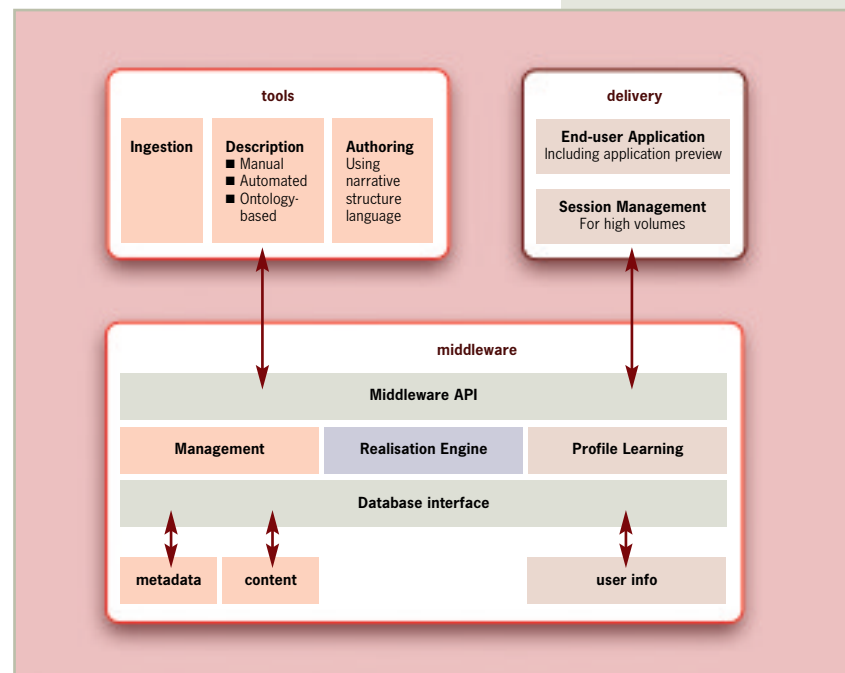 tools
Ingestion
Description
■ Manual
■ Automated
■ Ontology-
based
Authoring
Using
narrative
structure
language
delivery
End-user Application
Including application preview
Session Management
For high volumes
middleware
Middleware API
Management
Realisation Engine
Profile Learning
Database interface
metadata
content
user info